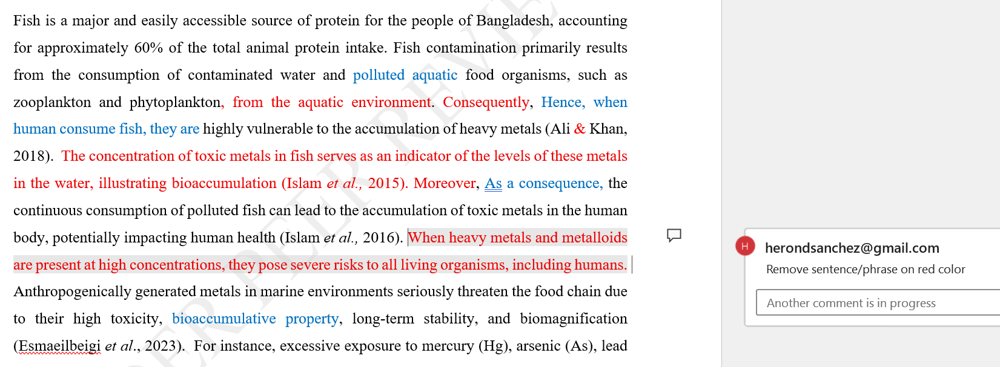 Fish is a major and easily accessible source of protein for the people of Bangladesh, accounting
for approximately 60% of the total animal protein intake. Fish contamination primarily results
from the consumption of contaminated water and polluted aquatic food organisms, such as
zooplankton and phytoplankton, from the aquatic environment. Consequently, Hence, when
human consume fish, they are highly vulnerable to the accumulation of heavy metals (Ali & Khan,
2018). The concentration of toxic metals in fish serves as an indicator of the levels of these metals
in the water, illustrating bioaccumulation (Islam et al., 2015). Moreover, As a consequence, the
continuous consumption of polluted fish can lead to the accumulation of toxic metals in the human
body, potentially impacting human health (Islam et al., 2016). When heavy metals and metalloids
are present at high concentrations, they pose severe risks to all living organisms, including humans.
Anthropogenically generated metals in marine environments seriously threaten the food chain due
to their high toxicity, bioaccumulative property, long-term stability, and biomagnification
(Esmaeilbeigi et al., 2023). For instance, excessive exposure to mercury (Hg), arsenic (As), lead
H
herondsanchez@gmail.com
Remove sentence/phrase on red color
Another comment is in progress
ER PEER REVIE